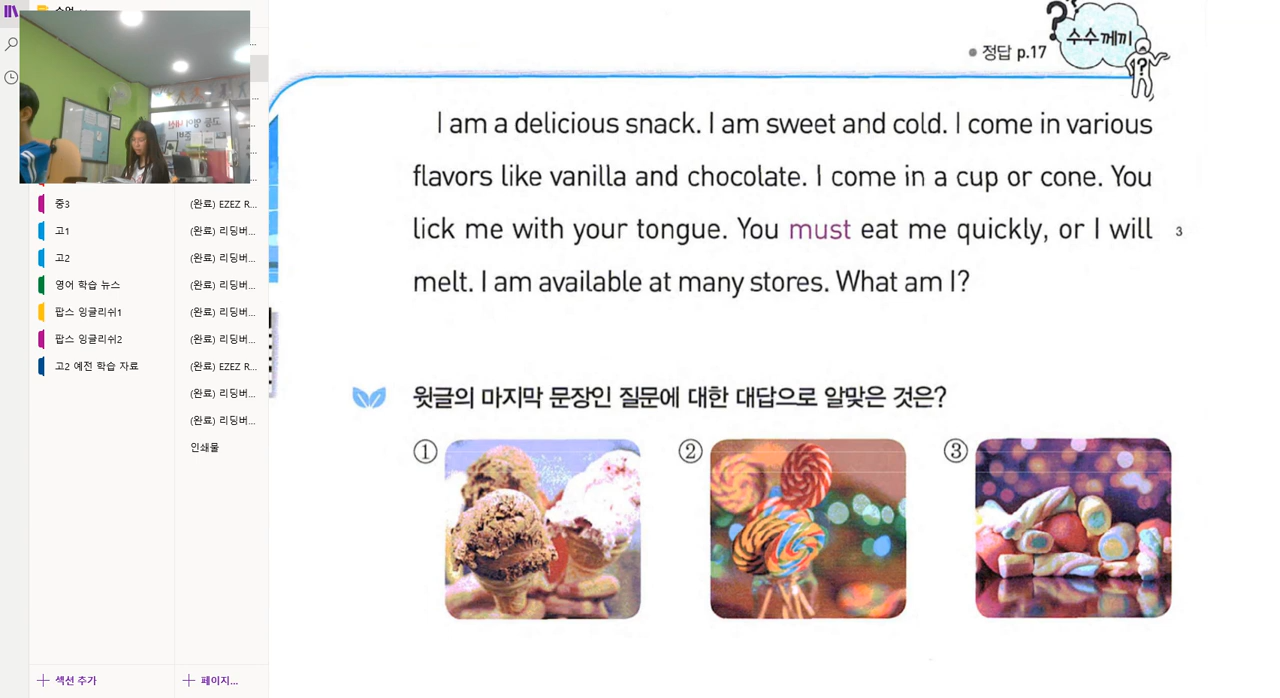 수수께끼
정답 p.17
I am a delicious snack. I am sweet and cold. I come in various
flavors like vanilla and chocolate. I come in a cup or cone. You
lick me with your tongue. You must eat me quickly, or I will
3
melt. I am available at many stores. What am I?
윗글의 마지막 문장인 질문에 대한 대답으로 알맞은 것은?
①
②
③
중3
고1
고2
영어 학습 뉴스
팝스 잉글리쉬1
팝스 잉글리쉬2
고2 예전 학습 자료
섹션 추가
(완료) EZEZ R...
(완료) 리딩버...
(완료) 리딩버...
(완료) 리딩버...
(완료) 리딩버...
(완료) 리딩버...
(완료) EZEZ R...
(완료) 리딩버...
(완료) 리딩버...
인쇄물
페이지...